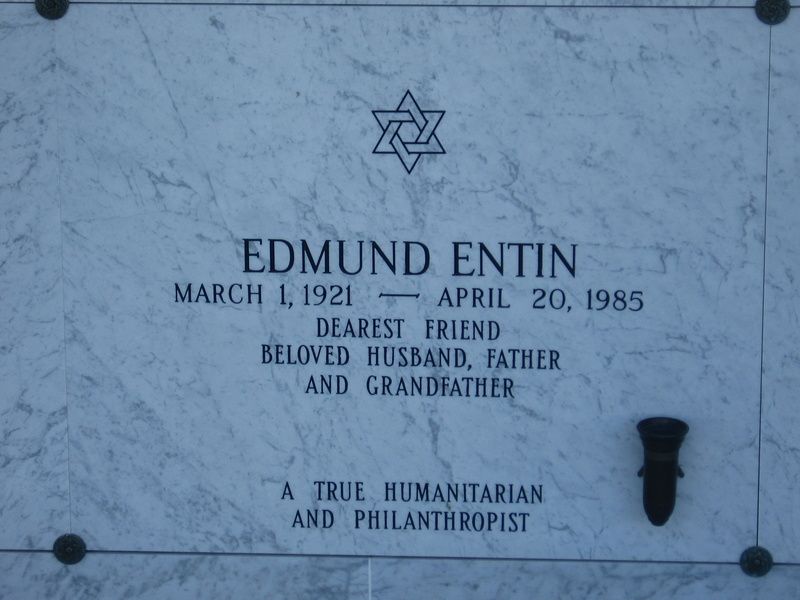 EDMUND ENTIN
MARCH 1, 1921 — APRIL 20, 1985
DEAREST FRIEND
BELOVED HUSBAND, FATHER
AND GRANDFATHER
A TRUE HUMANITARIAN
AND PHILANTHROPIST